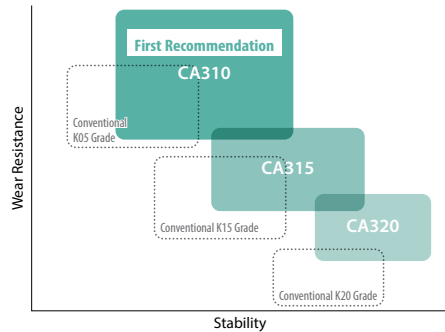 First Recommendation
CA310
Conventional
K05 Grade
CA315
Conventional K15 Grade
CA320
Conventional K20 Grade
Wear Resistance
Stability